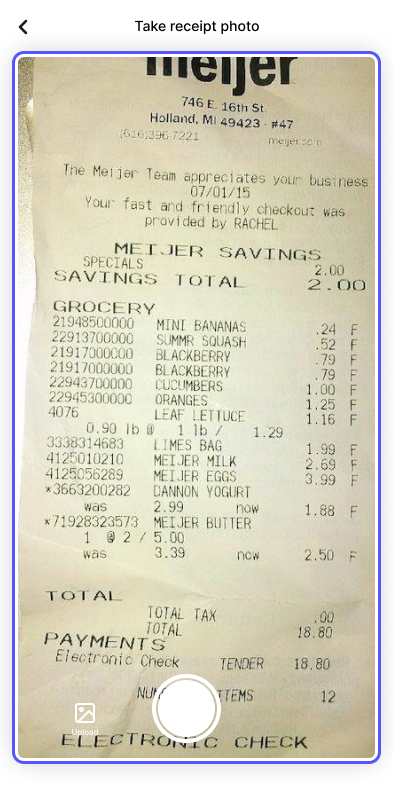 Take receipt photo
meijer
746 E. 16th St.
Holland, MI 49423 - #47
(616)396-7221 meijer.com
The Meijer Team appreciates your business
07/01/15
Your fast and friendly checkout was
provided by RACHEL
MEIJER SAVINGS
SPECIALS 2.00
SAVINGS TOTAL 2.00
GROCERY
21948500000 MINI BANANAS .24 F
22913700000 SUMMR SQUASH .52 F
21917000000 BLACKBERRY .79 F
21917000000 BLACKBERRY .79 F
22943700000 CUCUMBERS 1.00 F
22945300000 ORANGES 1.25 F
4076 LEAF LETTUCE 1.16 F
0.90 lb @ 1 lb / 1.29
3338314683 LIMES BAG 1.99 F
4125010210 MEIJER MILK 2.69 F
4125056289 MEIJER EGGS 3.99 F
*3663200282 DANNON YOGURT
was 2.99 now 1.88 F
*71928323573 MEIJER BUTTER
1 @ 2 / 5.00
was 3.39 now 2.50 F
TOTAL
TOTAL TAX .00
TOTAL 18.80
PAYMENTS
Electronic Check TENDER 18.80
ITEMS 12
Upload
ELECTRONIC CHECK